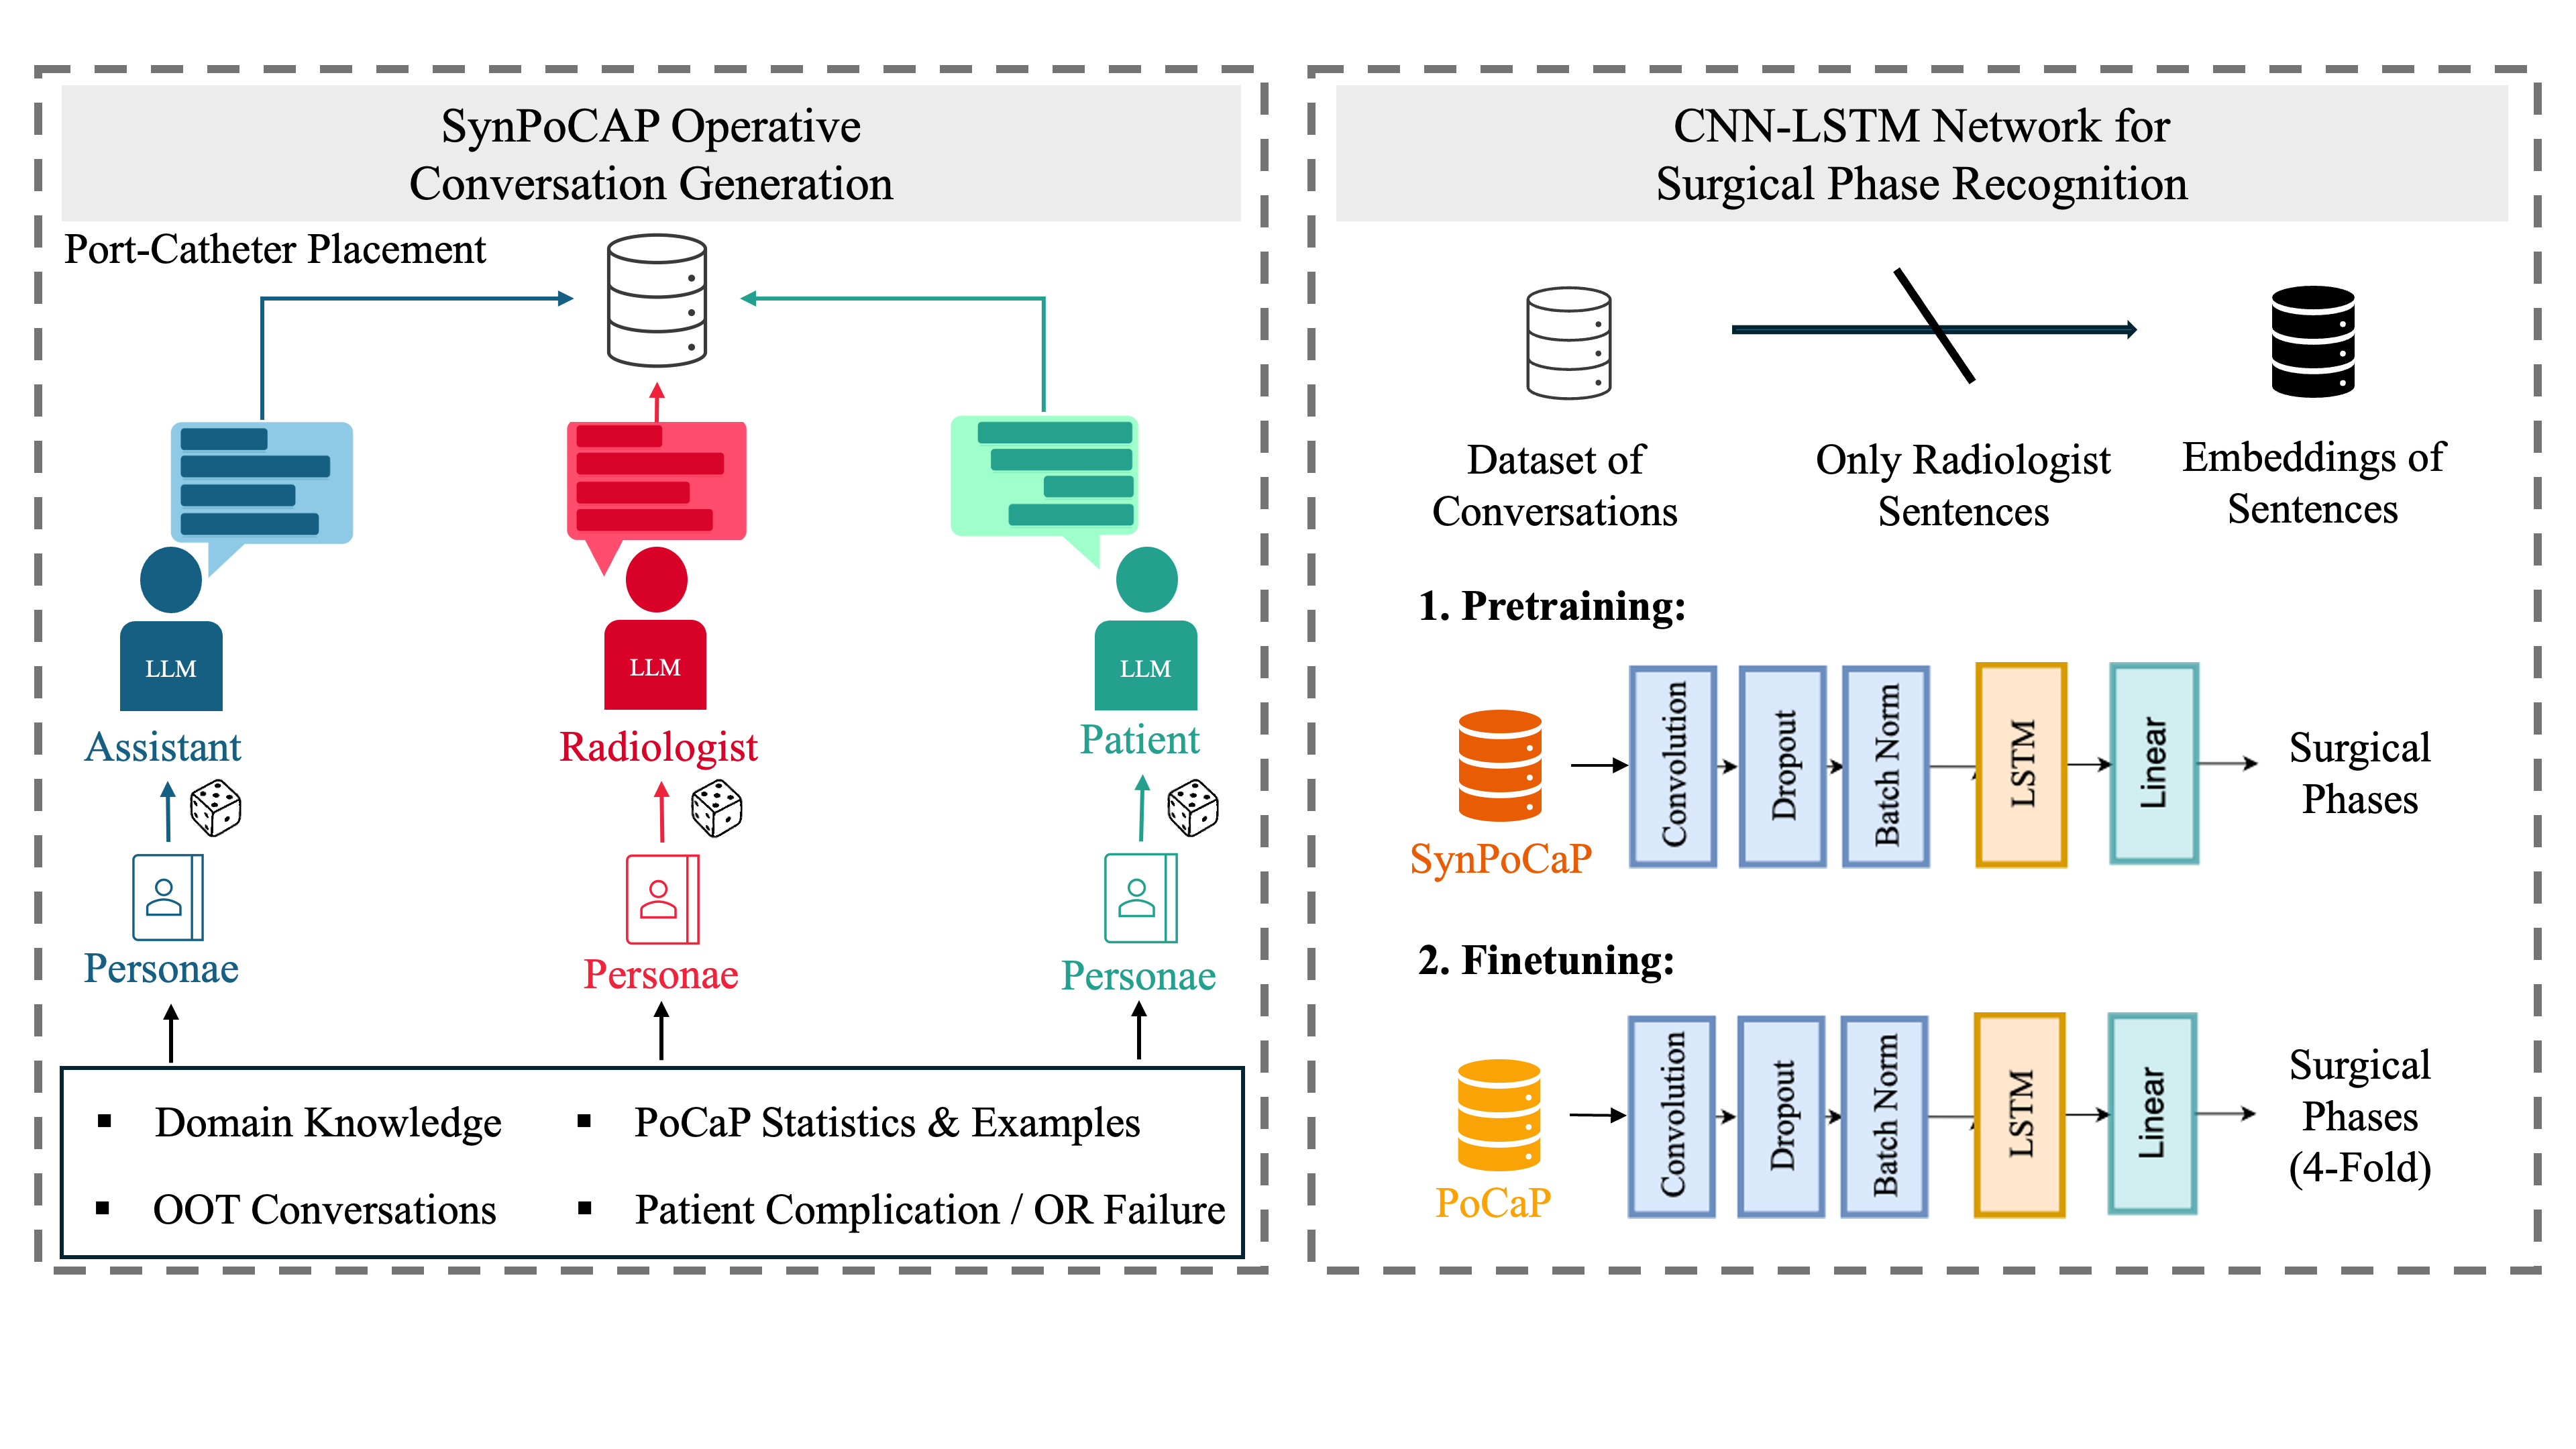 SynPoCAP Operative
Conversation Generation
Port-Catheter Placement
LLM
LLM
LLM
Assistant
Radiologist
Patient
Personae
Personae
Personae
▪ Domain Knowledge
▪ PoCaP Statistics & Examples
▪ OOT Conversations
▪ Patient Complication / OR Failure
CNN-LSTM Network for
Surgical Phase Recognition
Dataset of
Conversations
Only Radiologist
Sentences
Embeddings of
Sentences
1. Pretraining:
SynPoCaP
Convolution
Dropout
Batch Norm
LSTM
Linear
Surgical
Phases
2. Finetuning:
PoCaP
Convolution
Dropout
Batch Norm
LSTM
Linear
Surgical
Phases
(4-Fold)